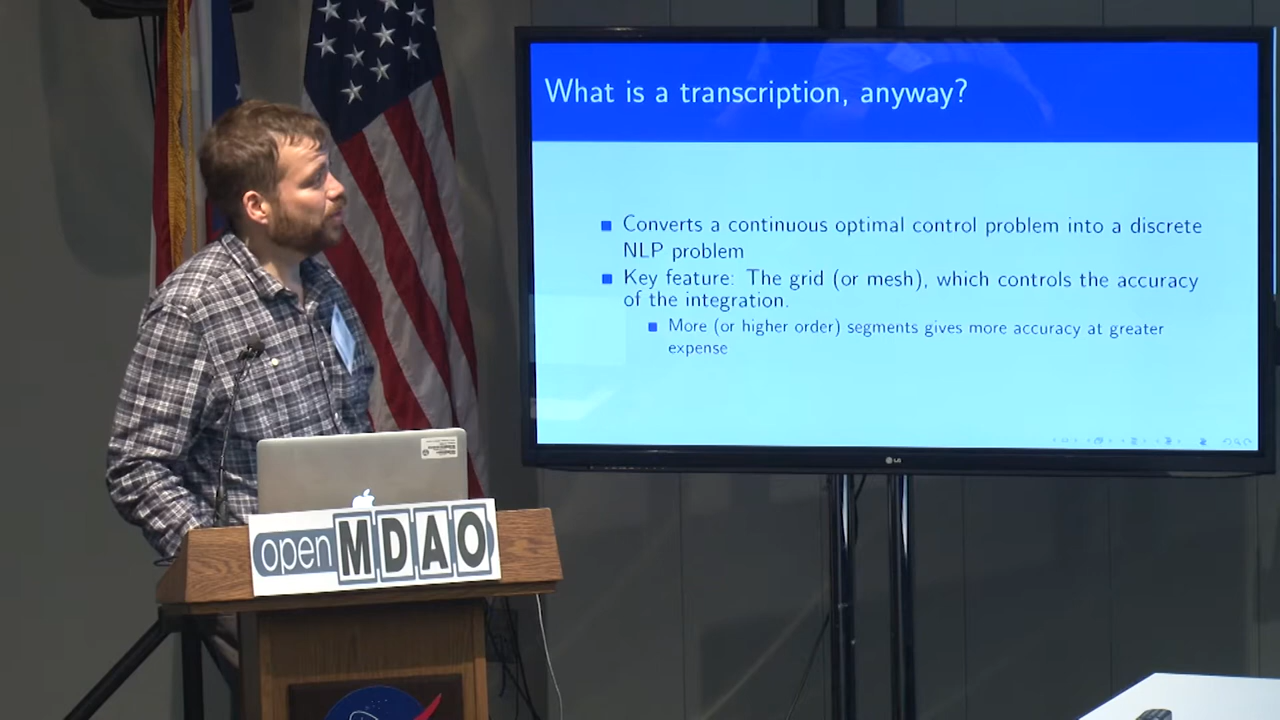 What is a transcription, anyway?
Converts a continuous optimal control problem into a discrete
NLP problem
Key feature: The grid (or mesh), which controls the accuracy
of the integration.
More (or higher order) segments gives more accuracy at greater
expense
LG
open MDAO